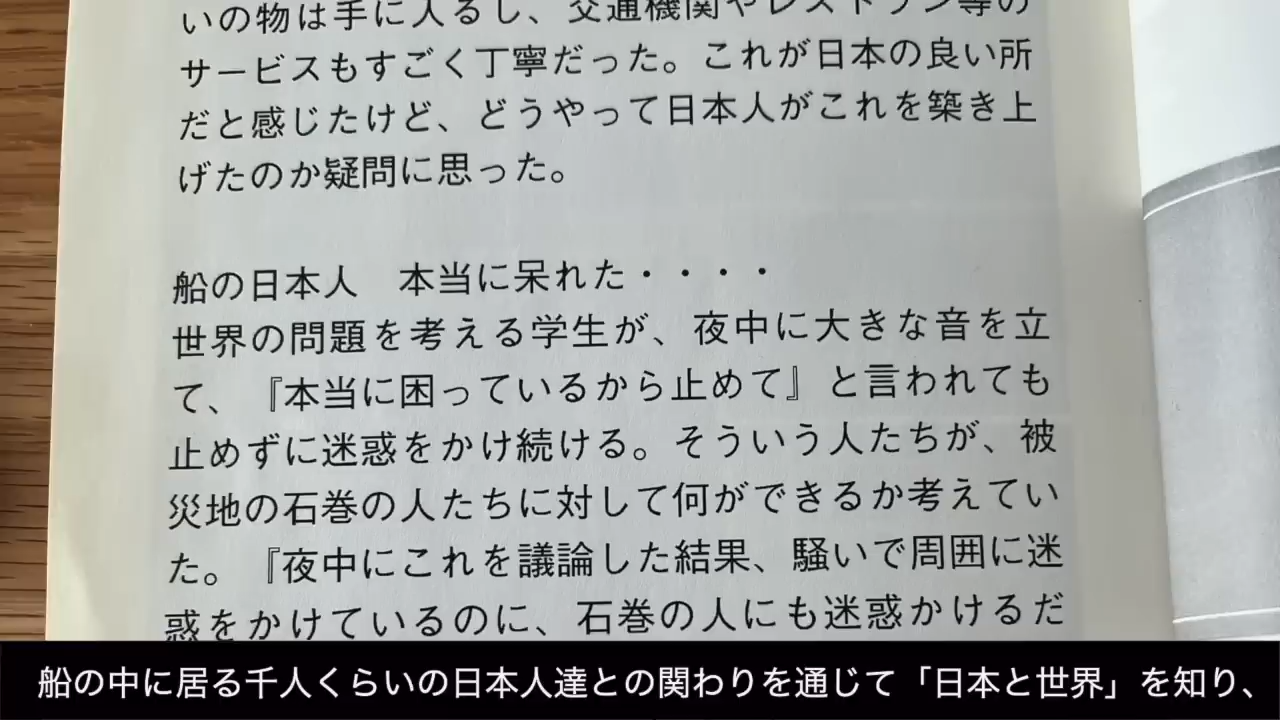 いの物は手に入るし、交通機関やレストラン等の
サービスもすごく丁寧だった。これが日本の良い所
だと感じたけど、どうやって日本人がこれを築き上
げたのか疑問に思った。
船の日本人　本当に呆れた・・・・
世界の問題を考える学生が、夜中に大きな音を立
て、『本当に困っているから止めて』と言われても
止めずに迷惑をかけ続ける。そういう人たちが、被
災地の石巻の人たちに対して何ができるか考えてい
た。『夜中にこれを議論した結果、騒いで周囲に迷
惑をかけているのに、石巻の人にも迷惑かけるだ
船の中に居る千人くらいの日本人達との関わりを通じて「日本と世界」を知り、